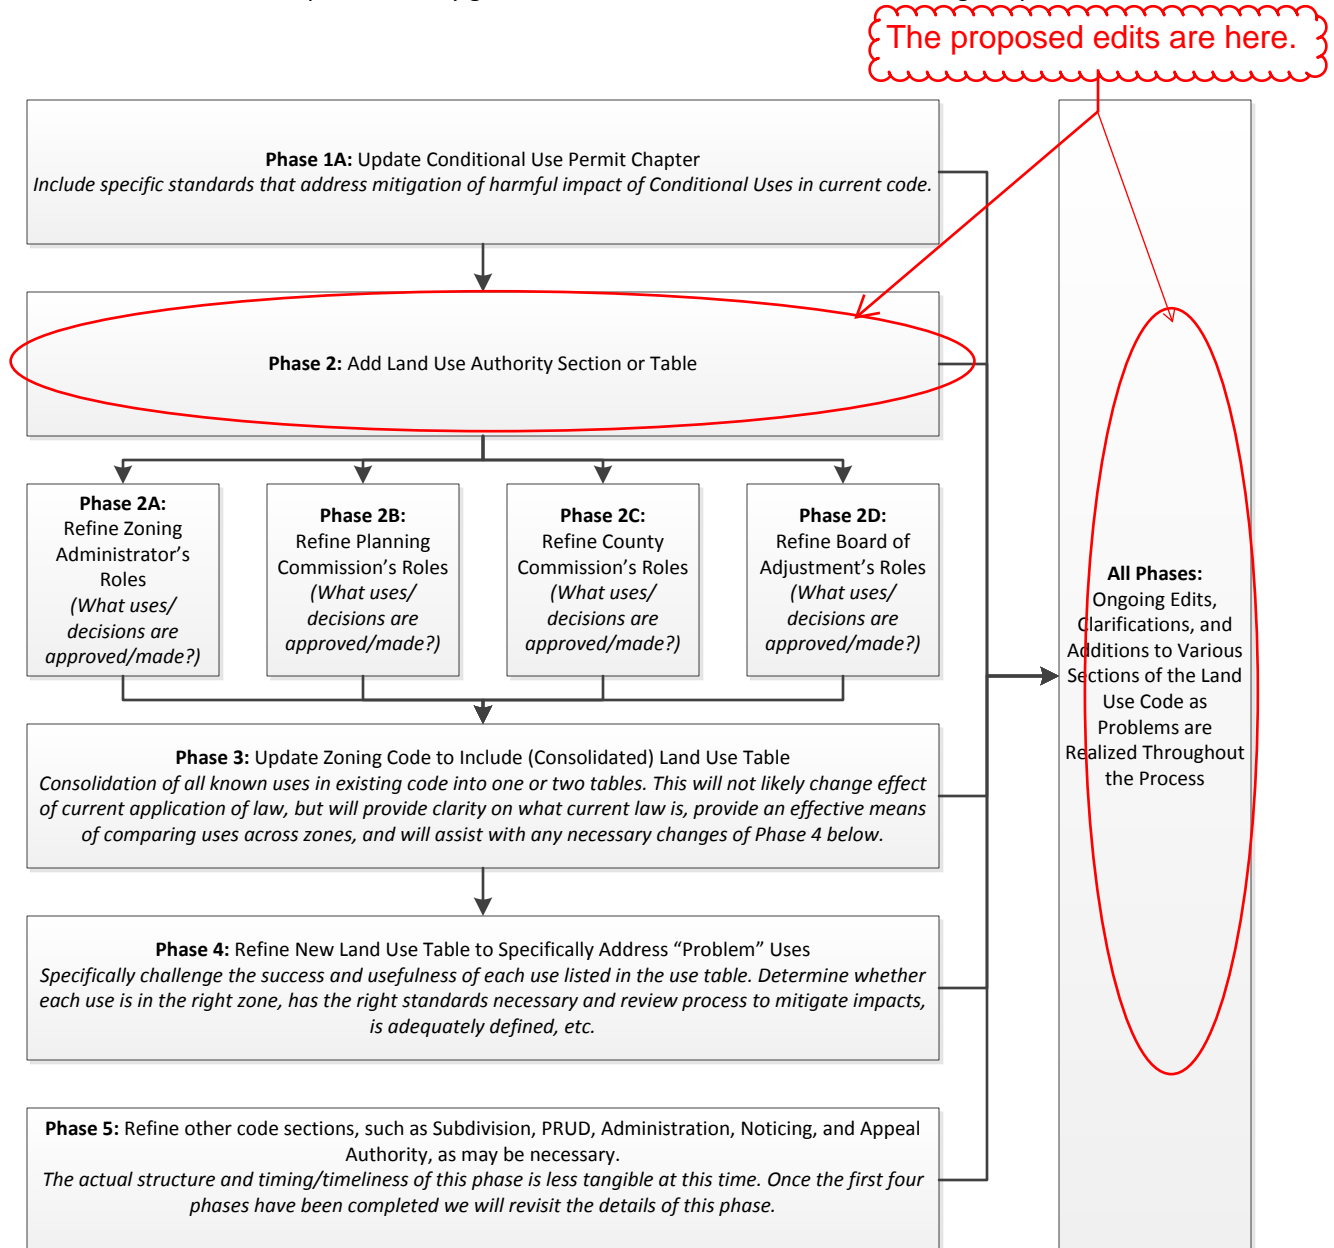 The proposed edits are here.
Phase 1A: Update Conditional Use Permit Chapter
Include specific standards that address mitigation of harmful impact of Conditional Uses in current code.
Phase 2: Add Land Use Authority Section or Table
Phase 2A:
Refine Zoning
Administrator’s
Roles
(What uses/
decisions are
approved/made?)
Phase 2B:
Refine Planning
Commission’s Roles
(What uses/
decisions are
approved/made?)
Phase 2C:
Refine County
Commission’s Roles
(What uses/
decisions are
approved/made?)
Phase 2D:
Refine Board of
Adjustment’s Roles
(What uses/
decisions are
approved/made?)
All Phases:
Ongoing Edits,
Clarifications, and
Additions to Various
Sections of the Land
Use Code as
Problems are
Realized Throughout
the Process
Phase 3: Update Zoning Code to Include (Consolidated) Land Use Table
Consolidation of all known uses in existing code into one or two tables. This will not likely change effect
of current application of law, but will provide clarity on what current law is, provide an effective means
of comparing uses across zones, and will assist with any necessary changes of Phase 4 below.
Phase 4: Refine New Land Use Table to Specifically Address “Problem” Uses
Specifically challenge the success and usefulness of each use listed in the use table. Determine whether
each use is in the right zone, has the right standards necessary and review process to mitigate impacts,
is adequately defined, etc.
Phase 5: Refine other code sections, such as Subdivision, PRUD, Administration, Noticing, and Appeal
Authority, as may be necessary.
The actual structure and timing/timeliness of this phase is less tangible at this time. Once the first four
phases have been completed we will revisit the details of this phase.